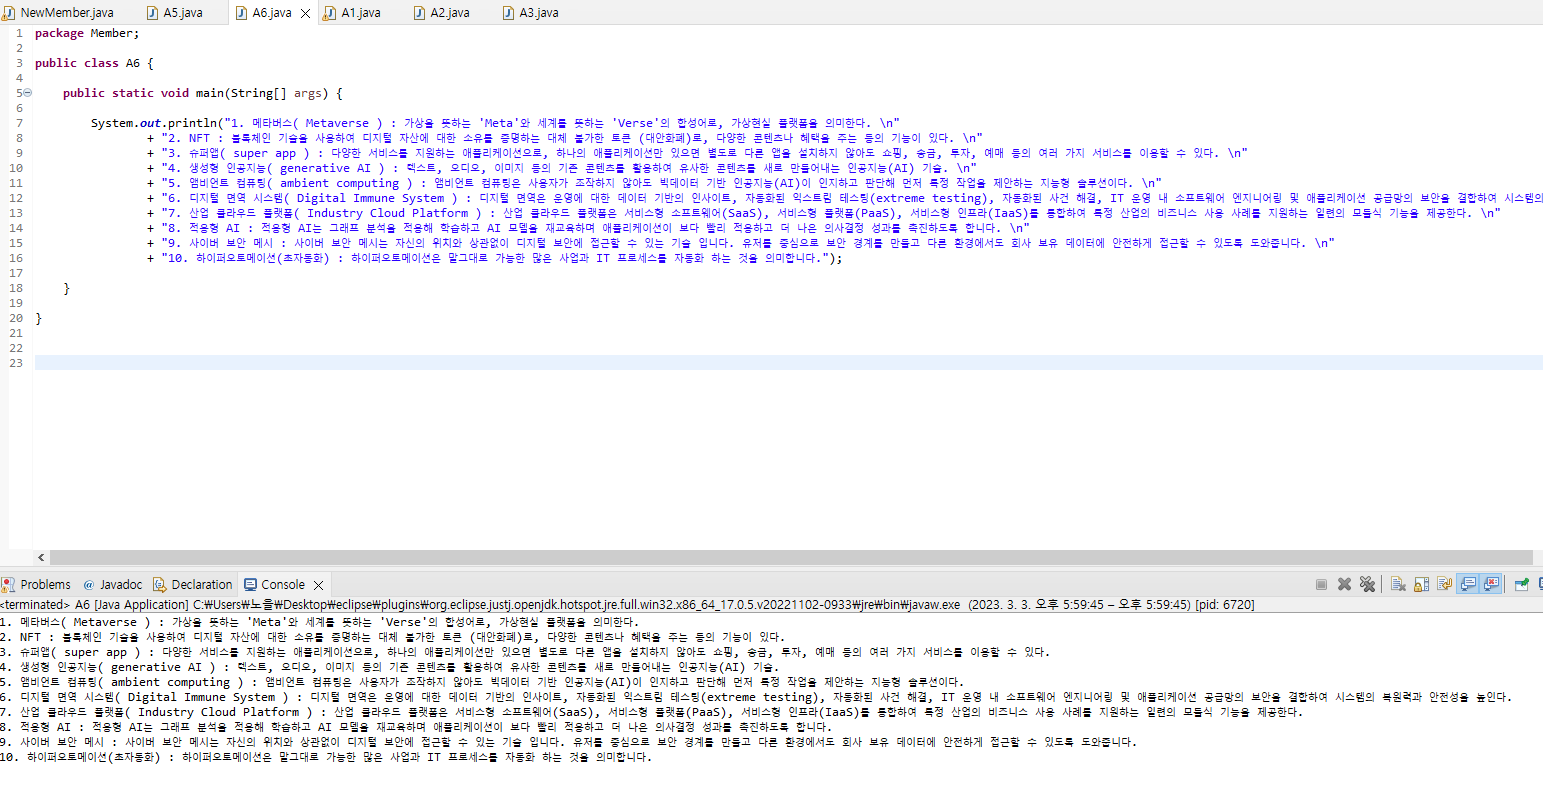 NewMember.java
A5.java
A6.java
A1.java
A2.java
A3.java
1 package Member;
2
3 public class A6 {
4
5 public static void main(String[] args) {
6
7 System.out.println("1. 메타버스( Metaverse ) : 가상을 뜻하는 'Meta'와 세계를 뜻하는 'Verse'의 합성어로, 가상현실 플랫폼을 의미한다. \n"
8 + "2. NFT : 블록체인 기술을 사용하여 디지털 자산에 대한 소유를 증명하는 대체 불가한 토큰 (대안화폐)로, 다양한 콘텐츠나 혜택을 주는 등의 기능이 있다. \n"
9 + "3. 슈퍼앱( super app ) : 다양한 서비스를 지원하는 애플리케이션으로, 하나의 애플리케이션만 있으면 별도로 다른 앱을 설치하지 않아도 쇼핑, 송금, 투자, 예매 등의 여러 가지 서비스를 이용할 수 있다. \n"
10 + "4. 생성형 인공지능( generative AI ) : 텍스트, 오디오, 이미지 등의 기존 콘텐츠를 활용하여 유사한 콘텐츠를 새로 만들어내는 인공지능(AI) 기술. \n"
11 + "5. 앰비언트 컴퓨팅( ambient computing ) : 앰비언트 컴퓨팅은 사용자가 조작하지 않아도 빅데이터 기반 인공지능(AI)이 인지하고 판단해 먼저 특정 작업을 제안하는 지능형 솔루션이다. \n"
12 + "6. 디지털 면역 시스템( Digital Immune System ) : 디지털 면역은 운영에 대한 데이터 기반의 인사이트, 자동화된 익스트림 테스팅(extreme testing), 자동화된 사건 해결, IT 운영 내 소프트웨어 엔지니어링 및 애플리케이션 공급망의 보안을 결합하여 시스템의
13 + "7. 산업 클라우드 플랫폼( Industry Cloud Platform ) : 산업 클라우드 플랫폼은 서비스형 소프트웨어(SaaS), 서비스형 플랫폼(PaaS), 서비스형 인프라(IaaS)를 통합하여 특정 산업의 비즈니스 사용 사례를 지원하는 일련의 모듈식 기능을 제공한다. \n"
14 + "8. 적응형 AI : 적응형 AI는 그래프 분석을 적용해 학습하고 AI 모델을 재교육하며 애플리케이션이 보다 빨리 적응하고 더 나은 의사결정 성과를 촉진하도록 합니다. \n"
15 + "9. 사이버 보안 메시 : 사이버 보안 메시는 자신의 위치와 상관없이 디지털 보안에 접근할 수 있는 기술 입니다. 유저를 중심으로 보안 경계를 만들고 다른 환경에서도 회사 보유 데이터에 안전하게 접근할 수 있도록 도와줍니다. \n"
16 + "10. 하이퍼오토메이션(초자동화) : 하이퍼오토메이션은 말그대로 가능한 많은 사업과 IT 프로세스를 자동화 하는 것을 의미합니다.");
17
18 }
19
20 }
21
22
23
Problems @ Javadoc Declaration Console
<terminated> A6 [Java Application] C:₩Users₩노을₩Desktop₩eclipse₩plugins₩org.eclipse.justj.openjdk.hotspot.jre.full.win32.x86_64_17.0.5.v20221102-0933₩jre₩bin₩javaw.exe (2023. 3. 3. 오후 5:59:45 – 오후 5:59:45) [pid: 6720]
1. 메타버스( Metaverse ) : 가상을 뜻하는 'Meta'와 세계를 뜻하는 'Verse'의 합성어로, 가상현실 플랫폼을 의미한다.
2. NFT : 블록체인 기술을 사용하여 디지털 자산에 대한 소유를 증명하는 대체 불가한 토큰 (대안화폐)로, 다양한 콘텐츠나 혜택을 주는 등의 기능이 있다.
3. 슈퍼앱( super app ) : 다양한 서비스를 지원하는 애플리케이션으로, 하나의 애플리케이션만 있으면 별도로 다른 앱을 설치하지 않아도 쇼핑, 송금, 투자, 예매 등의 여러 가지 서비스를 이용할 수 있다.
4. 생성형 인공지능( generative AI ) : 텍스트, 오디오, 이미지 등의 기존 콘텐츠를 활용하여 유사한 콘텐츠를 새로 만들어내는 인공지능(AI) 기술.
5. 앰비언트 컴퓨팅( ambient computing ) : 앰비언트 컴퓨팅은 사용자가 조작하지 않아도 빅데이터 기반 인공지능(AI)이 인지하고 판단해 먼저 특정 작업을 제안하는 지능형 솔루션이다.
6. 디지털 면역 시스템( Digital Immune System ) : 디지털 면역은 운영에 대한 데이터 기반의 인사이트, 자동화된 익스트림 테스팅(extreme testing), 자동화된 사건 해결, IT 운영 내 소프트웨어 엔지니어링 및 애플리케이션 공급망의 보안을 결합하여 시스템의 복원력과 안전성을 높인다.
7. 산업 클라우드 플랫폼( Industry Cloud Platform ) : 산업 클라우드 플랫폼은 서비스형 소프트웨어(SaaS), 서비스형 플랫폼(PaaS), 서비스형 인프라(IaaS)를 통합하여 특정 산업의 비즈니스 사용 사례를 지원하는 일련의 모듈식 기능을 제공한다.
8. 적응형 AI : 적응형 AI는 그래프 분석을 적용해 학습하고 AI 모델을 재교육하며 애플리케이션이 보다 빨리 적응하고 더 나은 의사결정 성과를 촉진하도록 합니다.
9. 사이버 보안 메시 : 사이버 보안 메시는 자신의 위치와 상관없이 디지털 보안에 접근할 수 있는 기술 입니다. 유저를 중심으로 보안 경계를 만들고 다른 환경에서도 회사 보유 데이터에 안전하게 접근할 수 있도록 도와줍니다.
10. 하이퍼오토메이션(초자동화) : 하이퍼오토메이션은 말그대로 가능한 많은 사업과 IT 프로세스를 자동화 하는 것을 의미합니다.